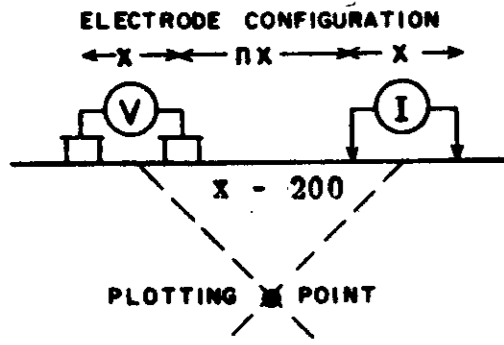 ELECTRODE CONFIGURATION
x nx x
V I
x - 200
PLOTTING POINT